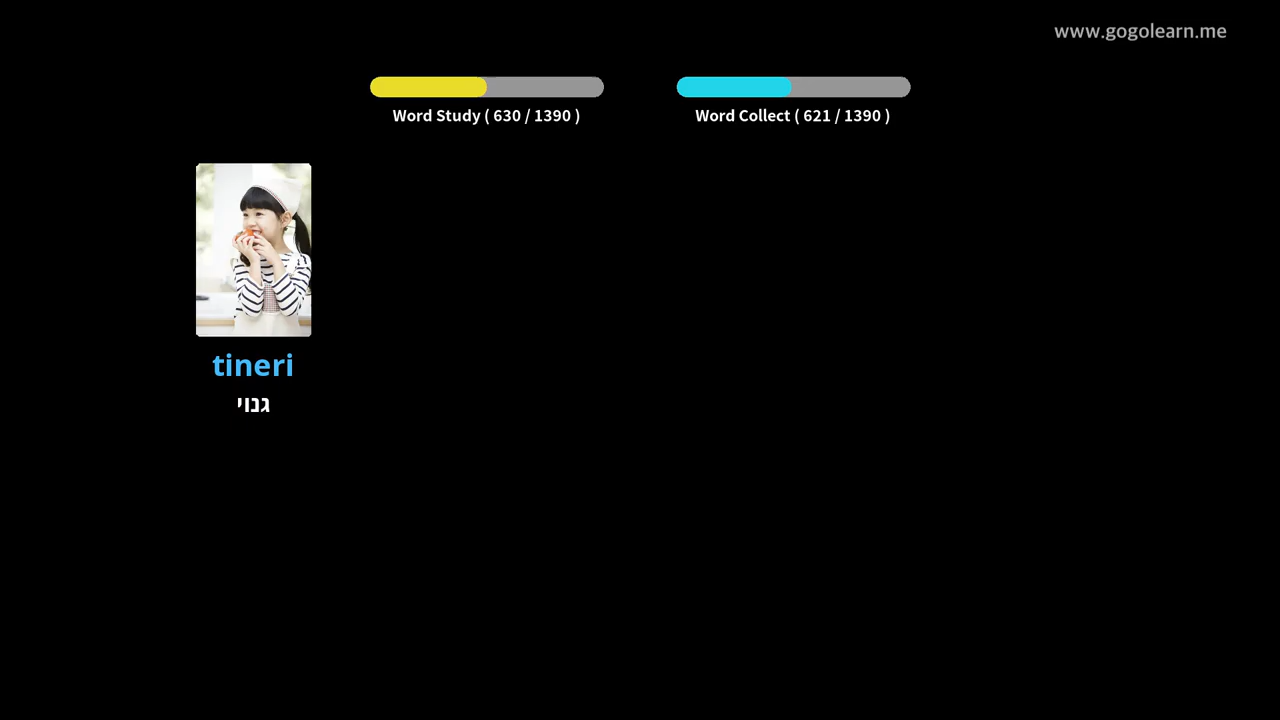 www.gogolearn.me
Word Study ( 630 / 1390 )
Word Collect ( 621 / 1390 )
tineri
גנוי